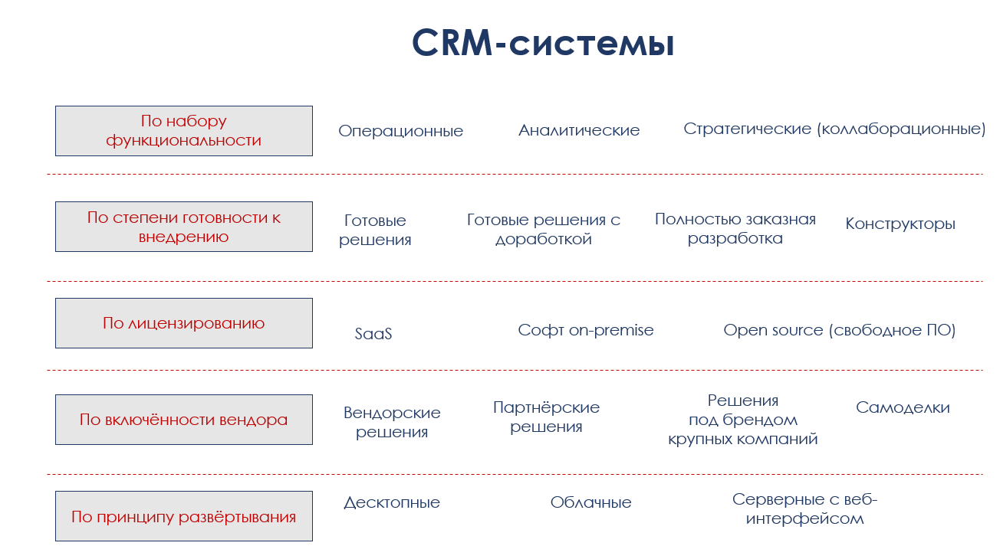 CRM-системы
По набору
функциональности
Операционные
Аналитические
Стратегические (коллаборационные)
По степени готовности к
внедрению
Готовые
решения
Готовые решения с
доработкой
Полностью заказная
разработка
Конструкторы
По лицензированию
SaaS
Софт on-premise
Open source (свободное ПО)
По включённости вендора
Вендорские
решения
Партнёрские
решения
Решения
под брендом
крупных компаний
Самоделки
По принципу развёртывания
Десктопные
Облачные
Серверные с веб-
интерфейсом